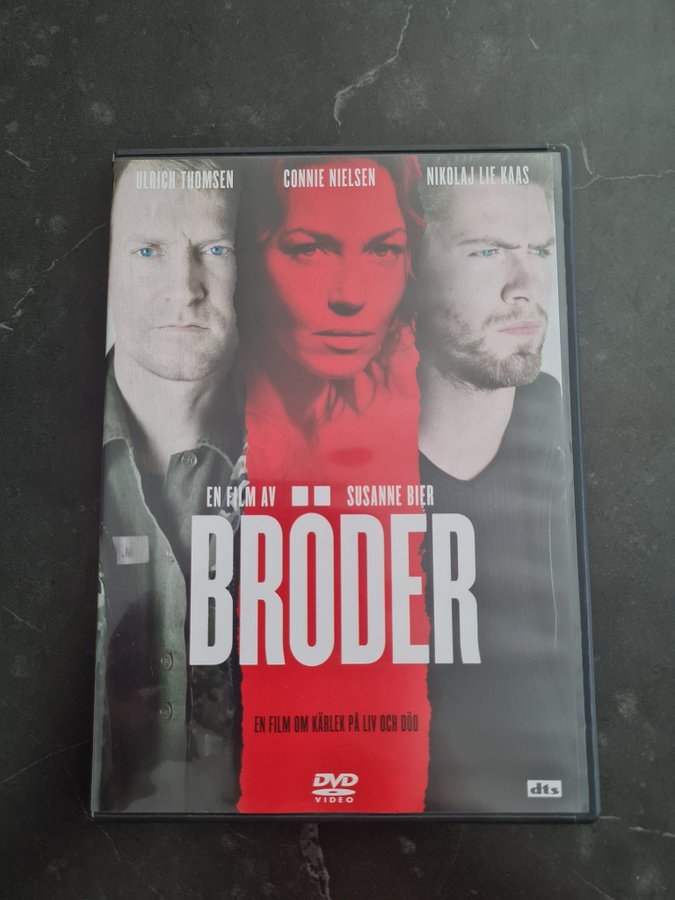 ULRICH THOMSEN
CONNIE NIELSEN
NIKOLAJ LIE KAAS
EN FILM AV SUSANNE BIER
BRÖDER
EN FILM OM KÄRLEK PÅ LIV OCH DÖD
DVD
VIDEO
dts